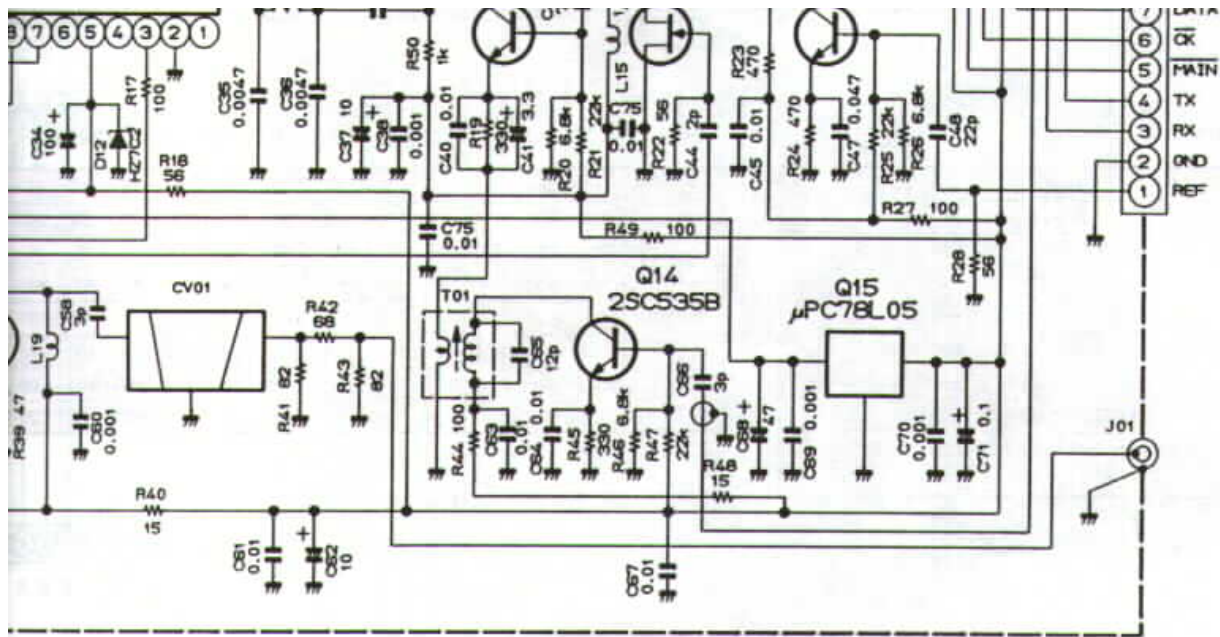 8 7 6 5 4 3 2 1
R17
100
C34
100
+
D12
HZ7C2
R18
56
C35
0.0047
C36
0.0047
R50
1k
C37
10
+
C38
0.001
C40
0.01
R19
330
C41
3.3
+
R20
6.8k
R21
22k
L15
C75
0.01
R22
56
C44
2p
R23
470
C45
0.01
R24
470
C47
0.047
R25
22k
R26
6.8k
C48
22p
7 DATA
6 CK
5 MAIN
4 TX
3 RX
2 GND
1 REF
R27 100
R28
56
C75
0.01
R49 100
Q14
2SC535B
Q15
μPC78L05
CV01
C58
3p
L19
R39 47
C60
0.001
R42
68
R41
82
R43
82
T01
C65
12p
R44
100
C63
0.01
C64
0.01
R45
330
R46
6.8k
R47
22k
C66
3p
R48
15
C68
47
+
C69
0.001
C70
0.001
C71
0.1
+
J01
R40
15
C61
0.01
C62
10
+
C67
0.01